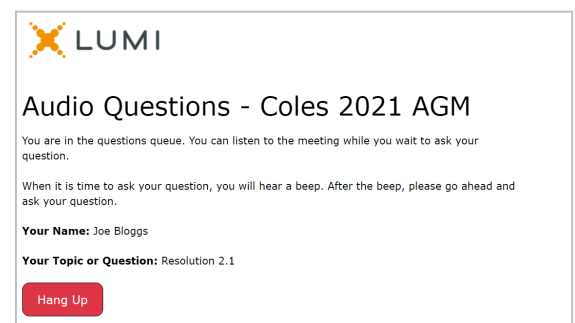 LUMI
Audio Questions - Coles 2021 AGM
You are in the questions queue. You can listen to the meeting while you wait to ask your
question.
When it is time to ask your question, you will hear a beep. After the beep, please go ahead and
ask your question.
Your Name: Joe Bloggs
Your Topic or Question: Resolution 2.1
Hang Up